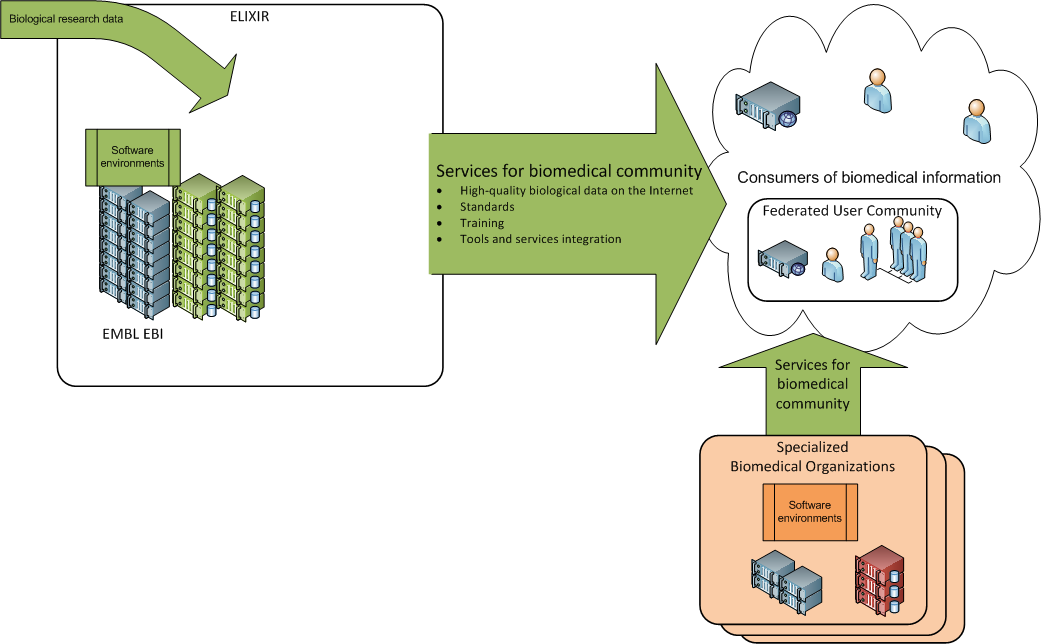 Biological research data
ELIXIR
Software
environments
EMBL EBI
Services for biomedical community
• High-quality biological data on the Internet
• Standards
• Training
• Tools and services integration
Consumers of biomedical information
Federated User Community
Services for
biomedical
community
Specialized
Biomedical Organizations
Software
environments